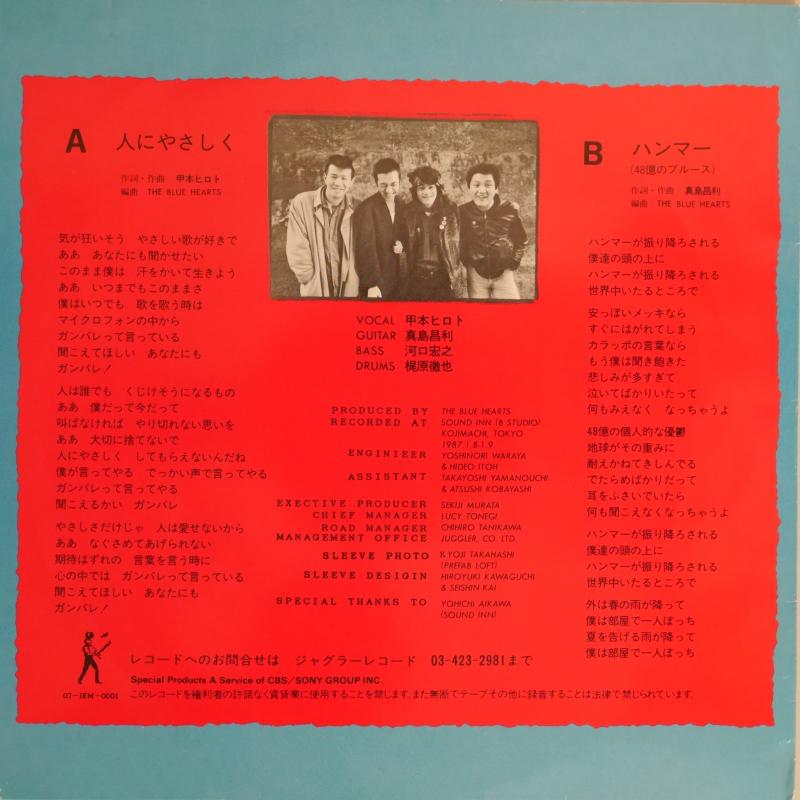 A 人にやさしく
作詞・作曲 甲本ヒロト
編曲 THE BLUE HEARTS
気が狂いそう やさしい歌が好きで
ああ あなたにも聞かせたい
このまま僕は 汗をかいて生きよう
ああ いつまでもこのままさ
僕はいつでも 歌を歌う時は
マイクロフォンの中から
ガンバレって言っている
聞こえてほしい あなたにも
ガンバレ!
人は誰でも くじけそうになるもの
ああ 僕だって今だって
叫ばなければ やり切れない思いを
ああ 大切に捨てないで
人にやさしく してもらえないんだね
僕が言ってやる でっかい声で言ってやる
ガンバレって言ってやる
聞こえるかい ガンバレ
やさしさだけじゃ 人は愛せないから
ああ なぐさめてあげられない
期待はずれの 言葉を言う時に
心の中では ガンバレって言っている
聞こえてほしい あなたにも
ガンバレ!
VOCAL 甲本ヒロト
GUITAR 真島昌利
BASS 河口宏之
DRUMS 梶原徹也
PRODUCED BY THE BLUE HEARTS
RECORDED AT SOUND INN (B STUDIO)
KOJIMACHI, TOKYO
1987.1.8-1.9
ENGINIEER YOSHINORI WARAYA
& HIDEO ITOH
ASSISTANT TAKAYOSHI YAMANOUCHI
& ATSUSHI KOBAYASHI
EXECTIVE PRODUCER SEKIJI MURATA
CHIEF MANAGER LUCY TONEGI
ROAD MANAGER CHIHIRO TANIKAWA
MANAGEMENT OFFICE JUGGLER, CO. LTD.
SLEEVE PHOTO KYOJI TAKAHASHI
(PREFAB LOFT)
SLEEVE DESIGIN HIROYUKI KAWAGUCHI
& SEISHIN-KAI
SPECIAL THANKS TO YOHICHI AIKAWA
(SOUND INN)
B ハンマー
(48億のブルース)
作詞・作曲 真島昌利
編曲 THE BLUE HEARTS
ハンマーが振り降ろされる
僕達の頭の上に
ハンマーが振り降ろされる
世界中いたるところで
安っぽいメッキなら
すぐにはがれてしまう
カラッポの言葉なら
もう僕は聞き飽きた
悲しみが多すぎて
泣いてばかりいたって
何もみえなく なっちゃうよ
48億の個人的な憂鬱
地球がその重みに
耐えかねてきしんでる
でたらめばかりだって
耳をふさいでいたら
何も聞こえなくなっちゃうよ
ハンマーが振り降ろされる
僕達の頭の上に
ハンマーが振り降ろされる
世界中いたるところで
外は春の雨が降って
僕は部屋で一人ぼっち
夏を告げる雨が降って
僕は部屋で一人ぼっち
レコードへのお問合せは ジャグラーレコード 03-423-2981まで
Special Products A Service of CBS/SONY GROUP INC.
07-IEM-0001 このレコードを権利者の許諾なく賃貸業に使用することを禁じます。また無断でテープその他に録音することは法律で禁じられています。